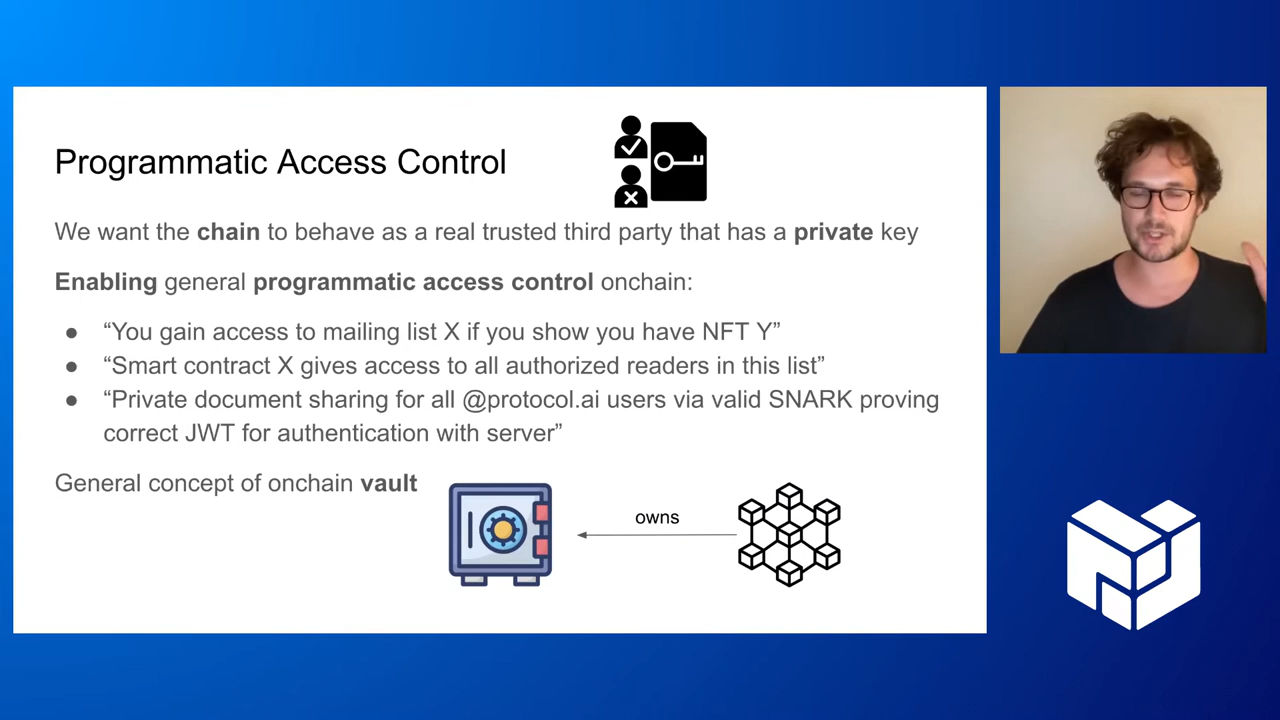 Programmatic Access Control
We want the chain to behave as a real trusted third party that has a private key
Enabling general programmatic access control onchain:
● “You gain access to mailing list X if you show you have NFT Y”
● “Smart contract X gives access to all authorized readers in this list”
● “Private document sharing for all @protocol.ai users via valid SNARK proving
correct JWT for authentication with server”
General concept of onchain vault
owns